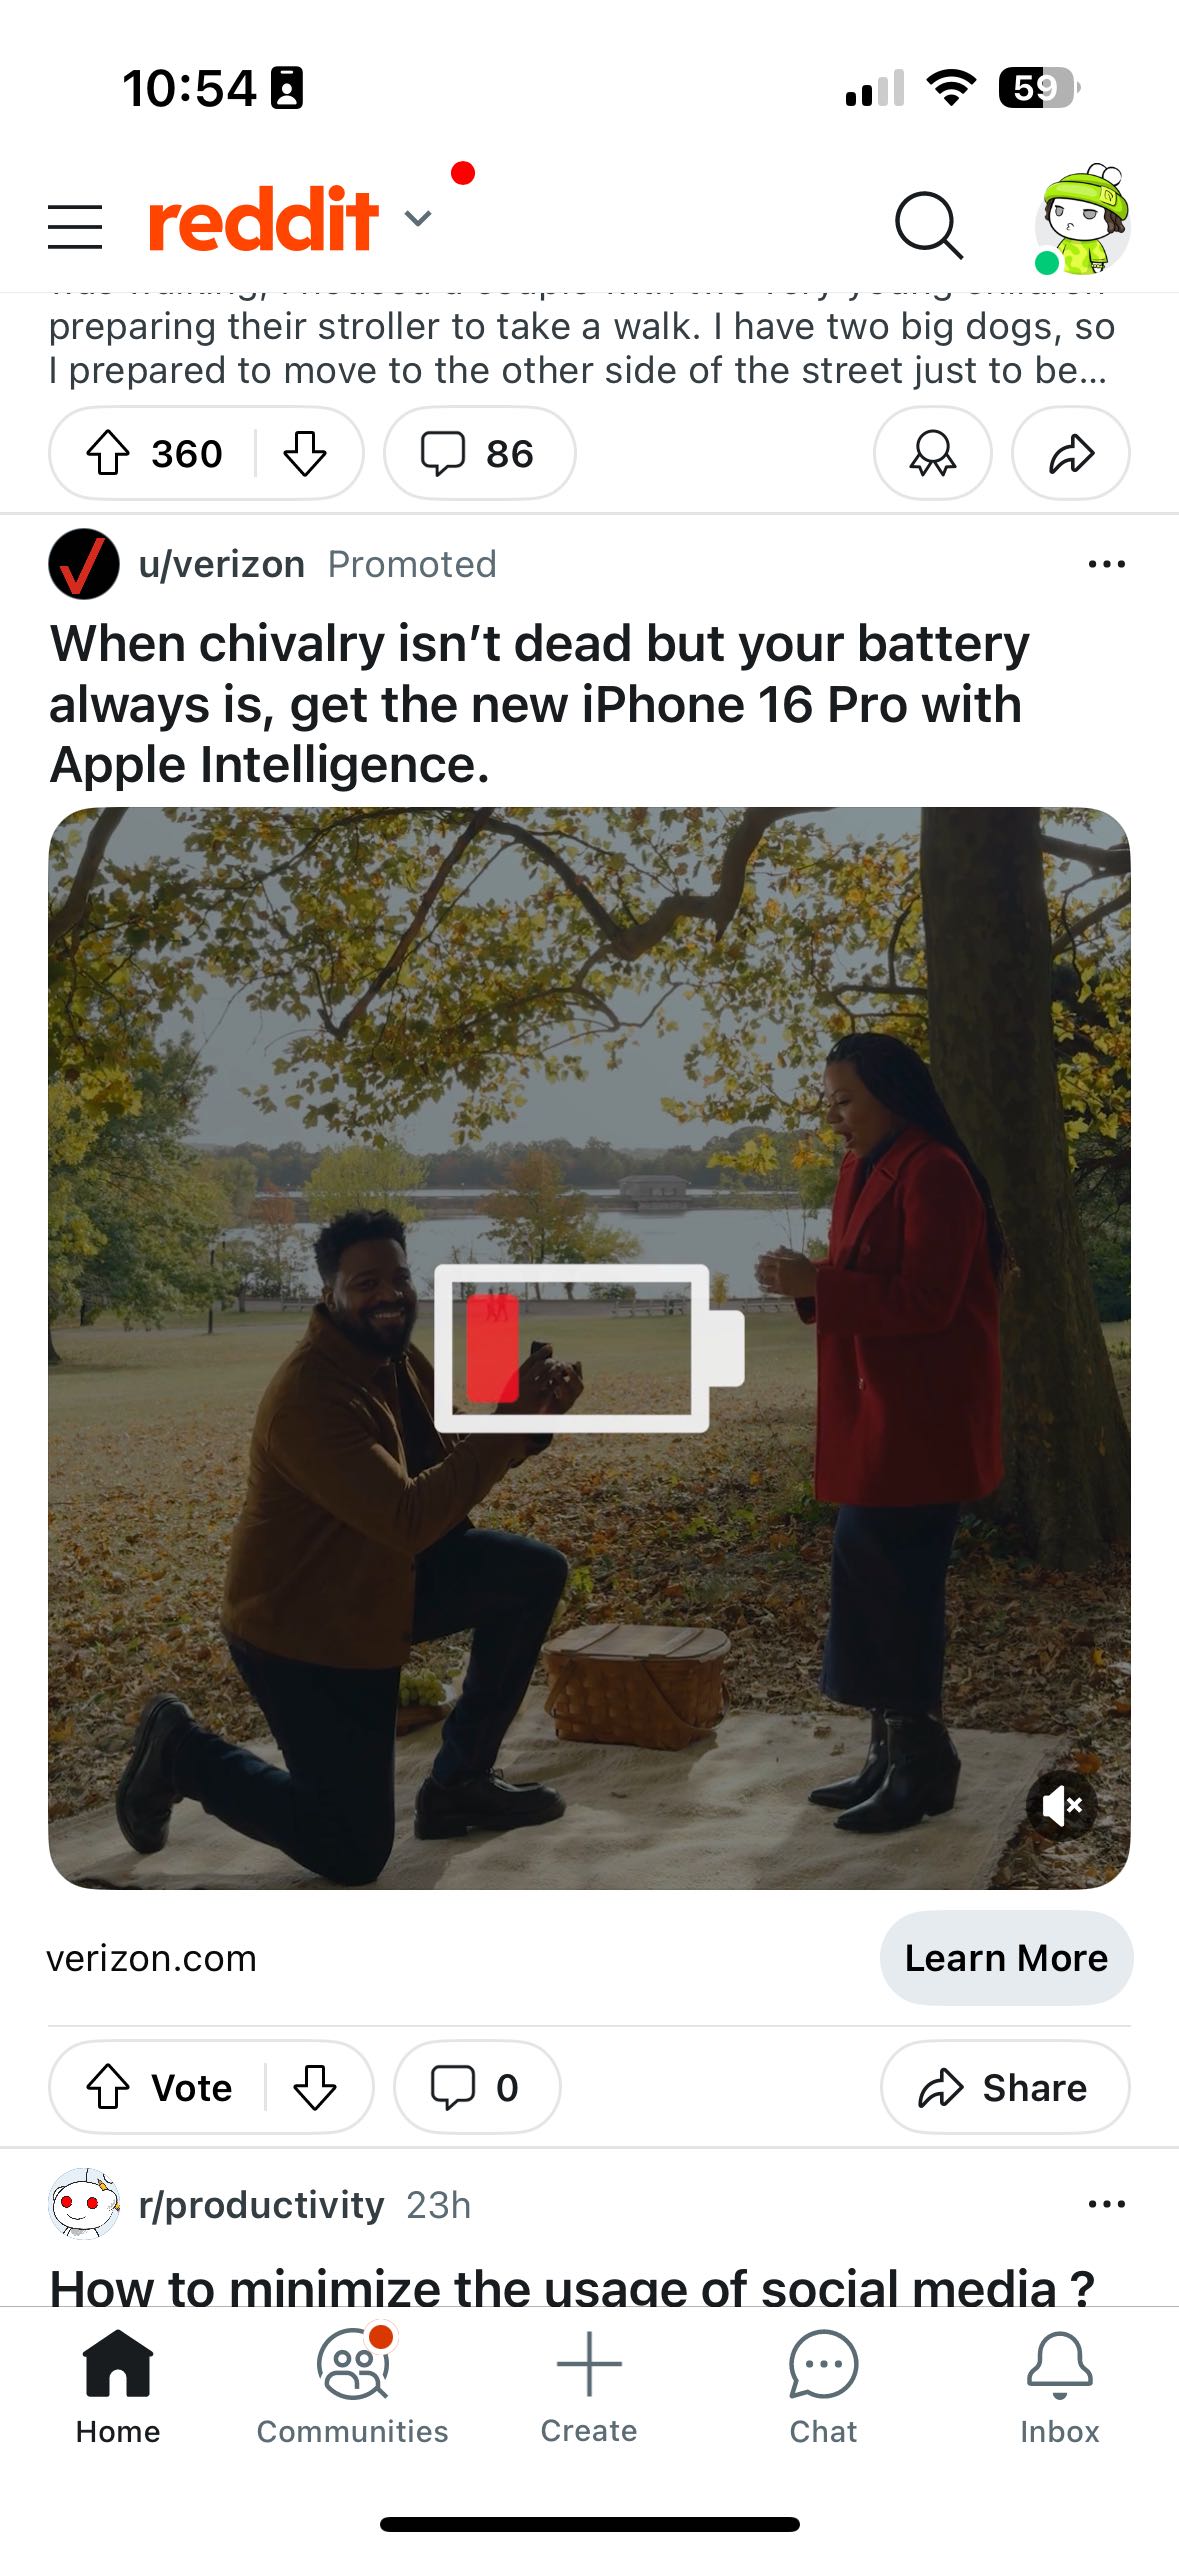 10:54
59
reddit
preparing their stroller to take a walk. I have two big dogs, so
I prepared to move to the other side of the street just to be...
360
86
u/verizon Promoted
When chivalry isn’t dead but your battery
always is, get the new iPhone 16 Pro with
Apple Intelligence.
verizon.com
Learn More
Vote
0
Share
r/productivity 23h
How to minimize the usage of social media ?
Home
Communities
Create
Chat
Inbox